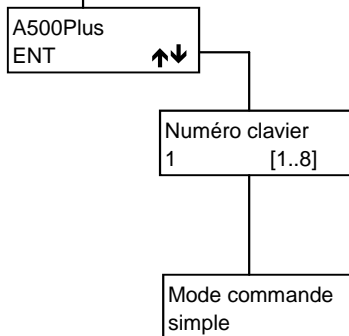 A500Plus
ENT ↑↓
Numéro clavier
1 [1..8]
Mode commande
simple